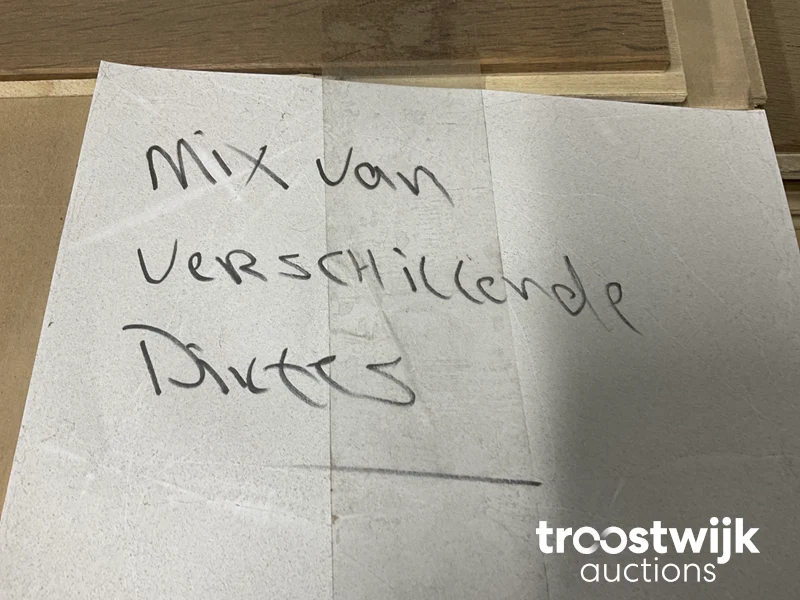 Mix van
verschillende
Diktes
troostwijk
auctions